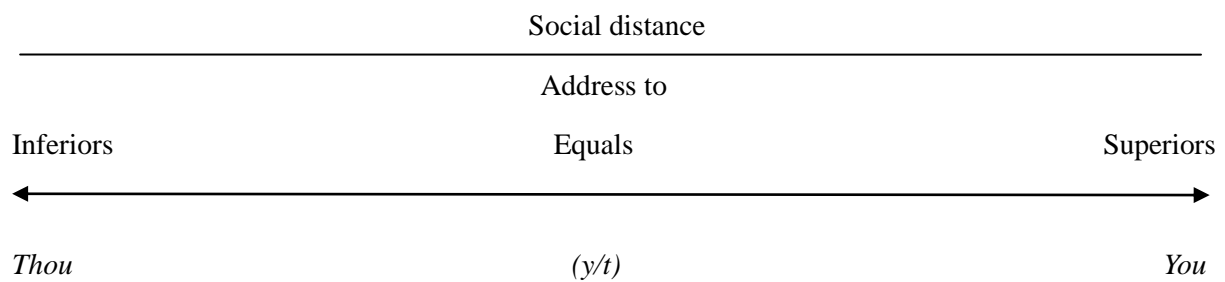 Social distance
Address to
Inferiors Equals Superiors
Thou (y/t) You